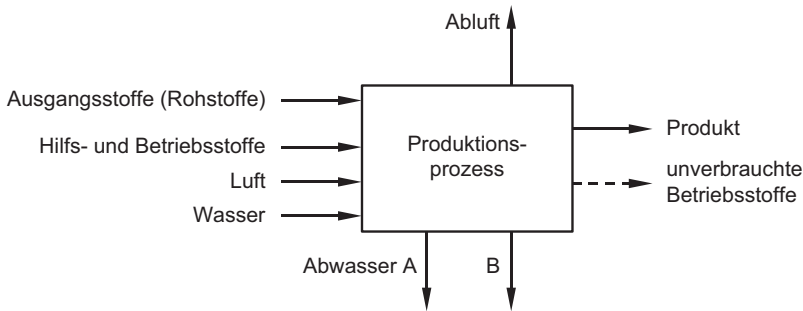 Abluft
Ausgangsstoffe (Rohstoffe)
Hilfs- und Betriebsstoffe
Luft
Wasser
Produktions-
prozess
Produkt
unverbrauchte
Betriebsstoffe
Abwasser A
B